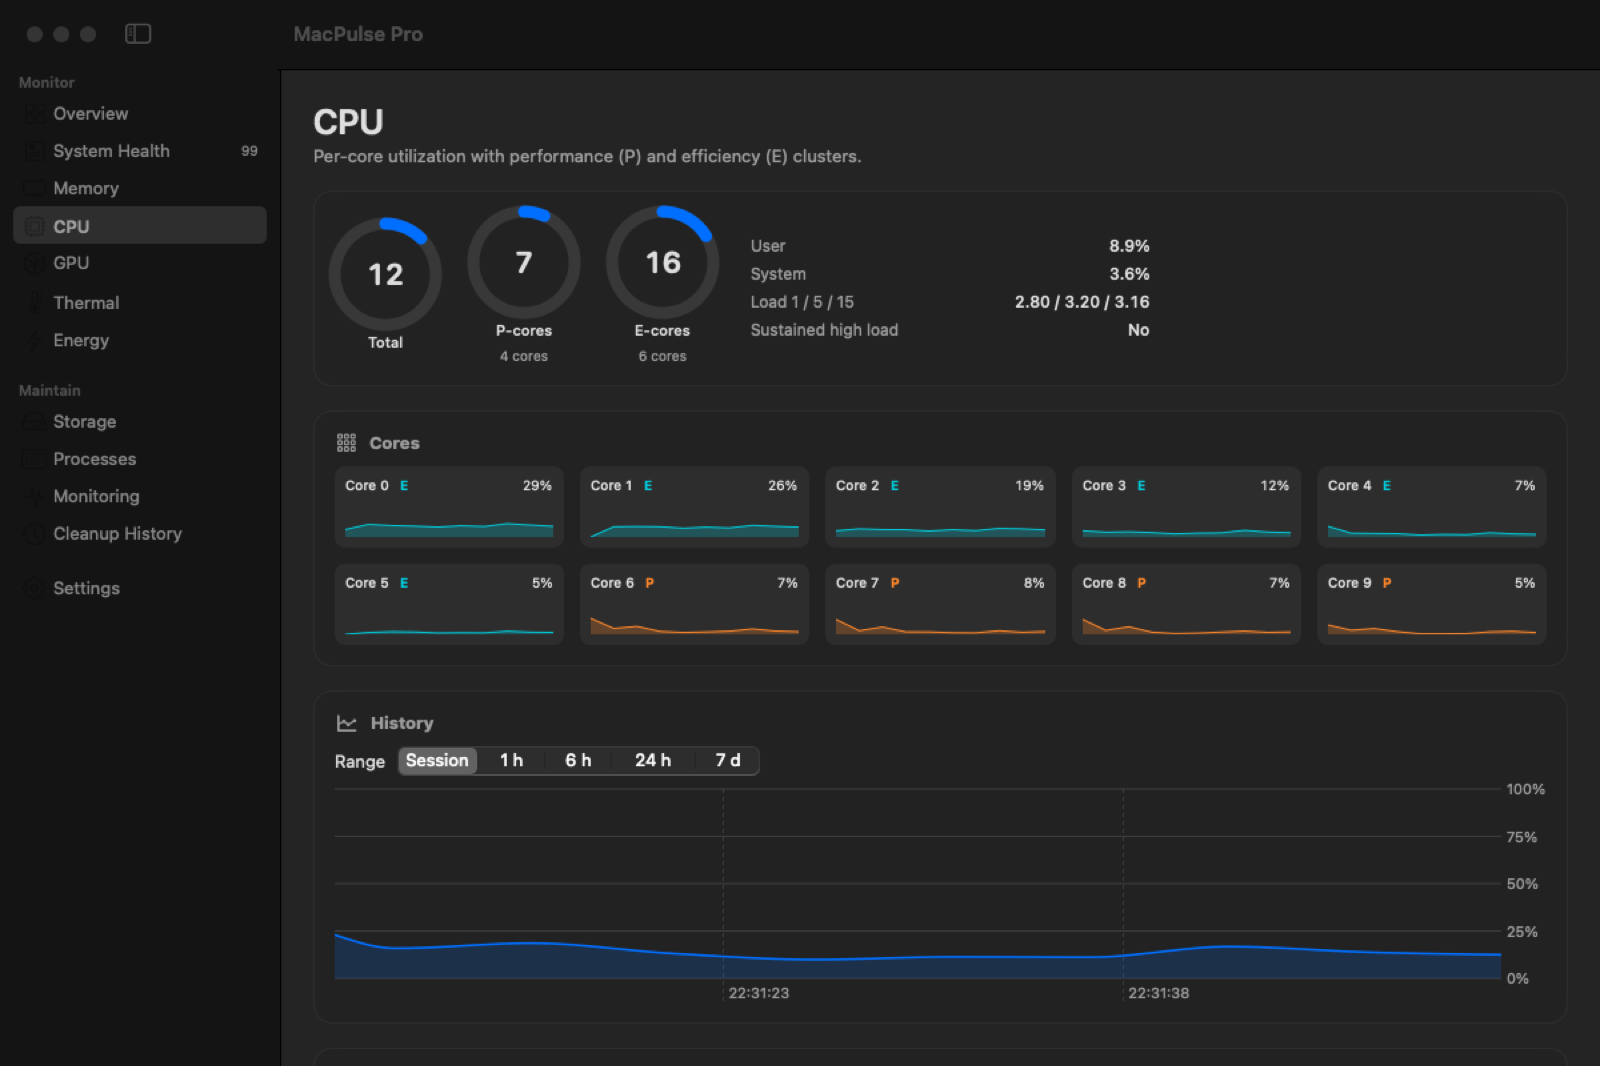 MacPulse Pro
Monitor
Overview
System Health 99
Memory
CPU
GPU
Thermal
Energy
Maintain
Storage
Processes
Monitoring
Cleanup History
Settings
CPU
Per-core utilization with performance (P) and efficiency (E) clusters.
12
Total
7
P-cores
4 cores
16
E-cores
6 cores
User 8.9%
System 3.6%
Load 1 / 5 / 15 2.80 / 3.20 / 3.16
Sustained high load No
Cores
Core 0 E 29%
Core 1 E 26%
Core 2 E 19%
Core 3 E 12%
Core 4 E 7%
Core 5 E 5%
Core 6 P 7%
Core 7 P 8%
Core 8 P 7%
Core 9 P 5%
History
Range Session 1 h 6 h 24 h 7 d
100%
75%
50%
25%
0%
22:31:23 22:31:38